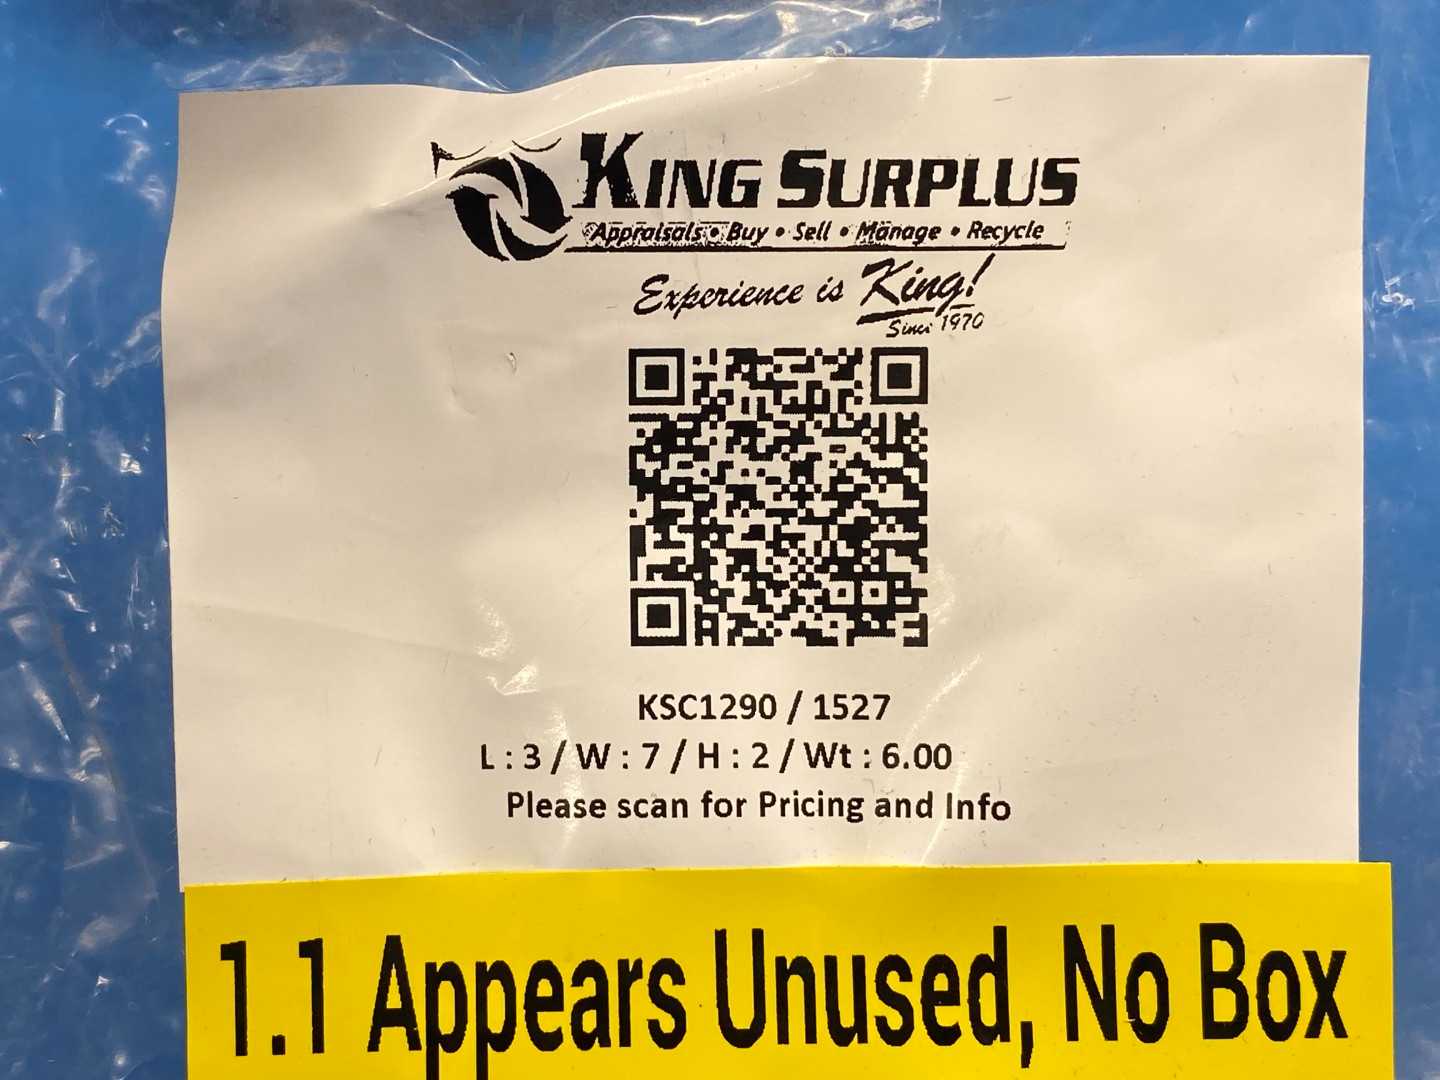 KING SURPLUS
Appraisals • Buy • Sell • Manage • Recycle
Experience is King!
Since 1970
KSC1290 / 1527
L : 3 / W : 7 / H : 2 / Wt : 6.00
Please scan for Pricing and Info
1.1 Appears Unused, No Box